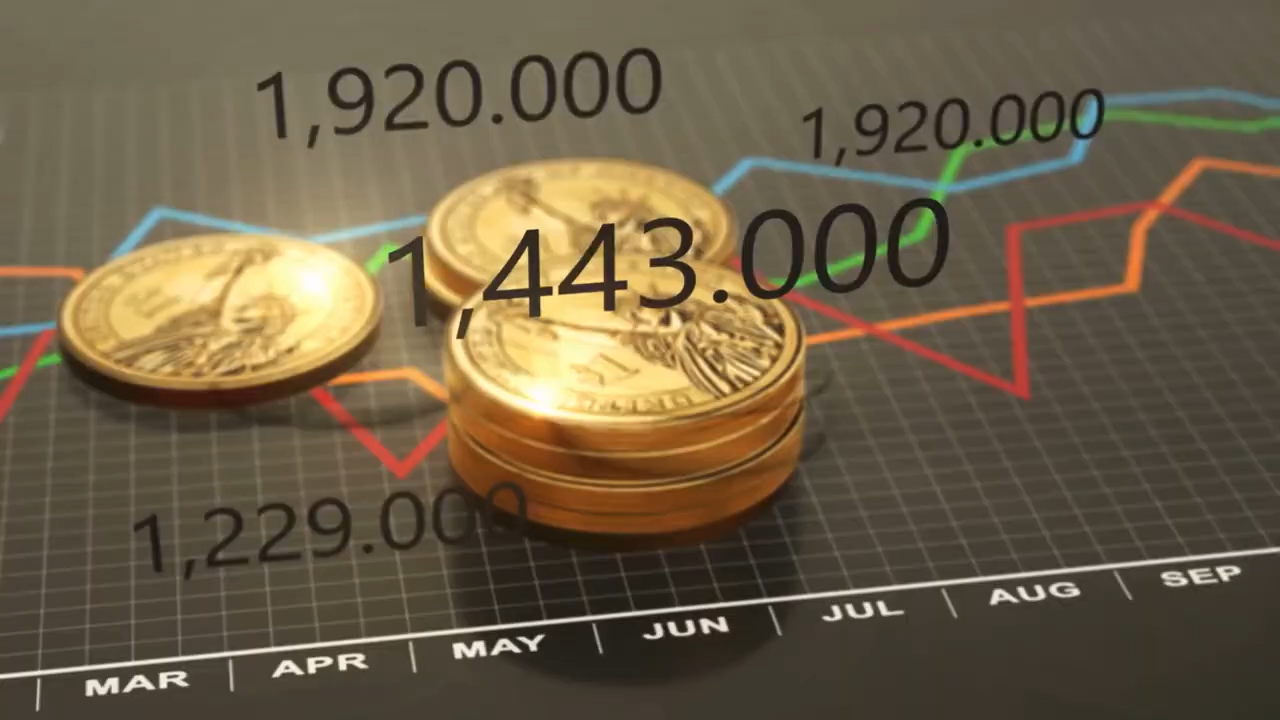 1,920.000
1,920.000
1,443.000
1,229.000
MAR | APR | MAY | JUN | JUL | AUG | SEP